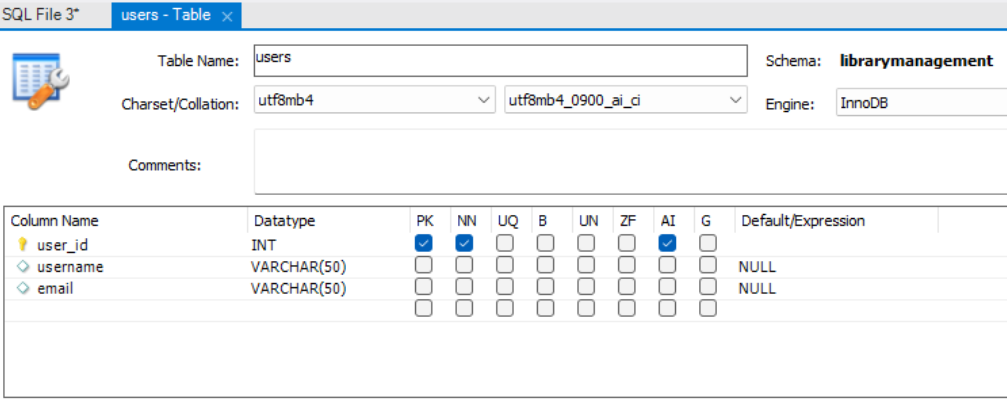 SQL File 3* users - Table ×
Table Name: users Schema: librarymanagement
Charset/Collation: utf8mb4 utf8mb4_0900_ai_ci Engine: InnoDB
Comments:
Column Name Datatype PK NN UQ B UN ZF AI G Default/Expression
user_id INT
username VARCHAR(50) NULL
email VARCHAR(50) NULL